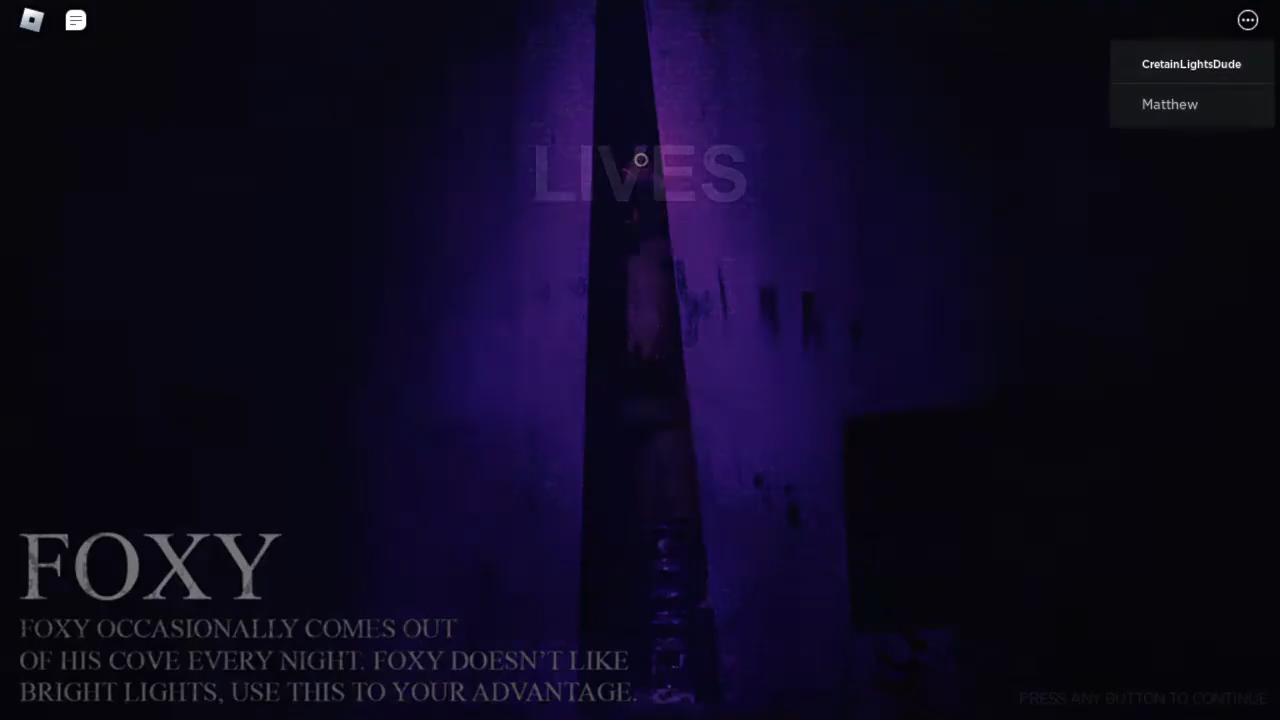 CretainLightsDude
Matthew
LIVES
FOXY
FOXY OCCASIONALLY COMES OUT
OF HIS COVE EVERY NIGHT. FOXY DOESN'T LIKE
BRIGHT LIGHTS, USE THIS TO YOUR ADVANTAGE.
PRESS ANY BUTTON TO CONTINUE